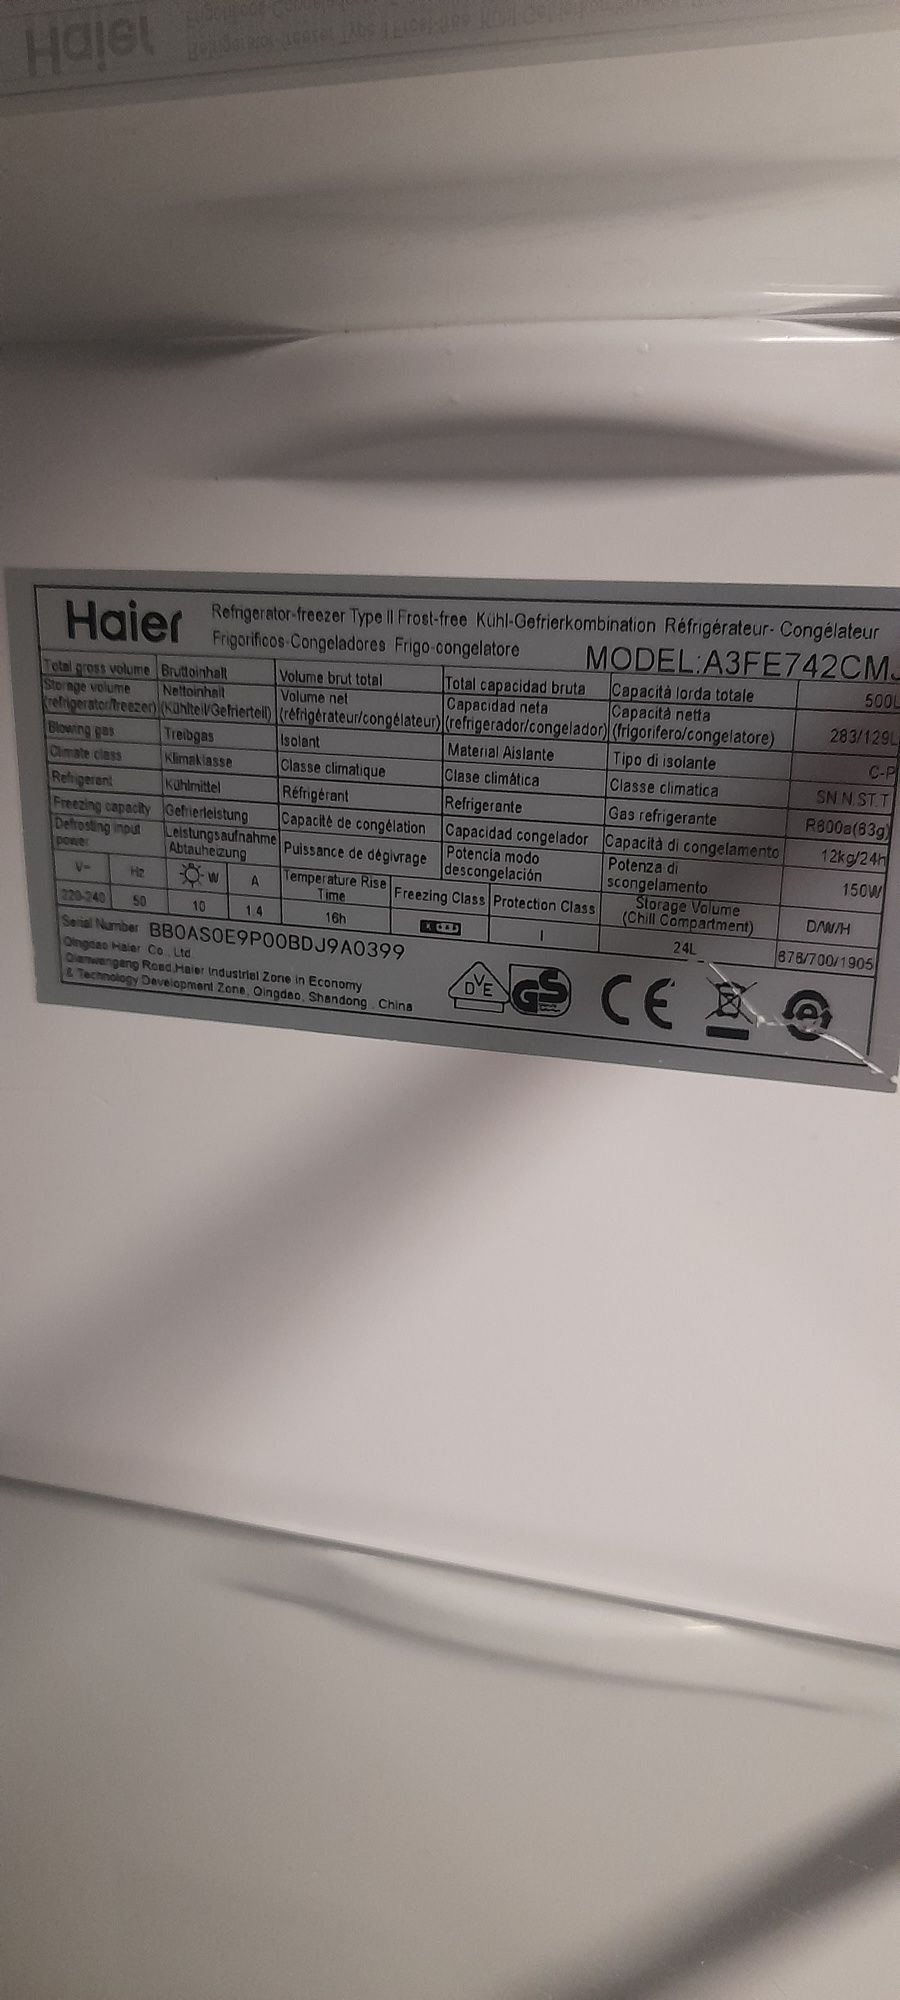 Haier
Refrigerator-freezer Type II Frost-free Kühl-Gefrierkombination Réfrigérateur- Congélateur
Frigorificos-Congeladores Frigo-congelatore
MODEL:A3FE742CM
Total gross volume Bruttoinhalt Volume brut total Total capacidad bruta Capacità lorda totale 500L
Storage volume (refrigerator/freezer) Nettoinhalt (Kühlteil/Gefrierteil) Volume net (réfrigérateur/congélateur) Capacidad neta (refrigerador/congelador) Capacità netta (frigorifero/congelatore) 283/129L
Blowing gas Treibgas Isolant Material Aislante Tipo di isolante C-P
Climate class Klimaklasse Classe climatique Clase climática Classe climatica SN.N.ST.T
Refrigerent Kühlmittel Réfrigérant Refrigerante Gas refrigerante R600a(63g)
Freezing capacity Gefrierleistung Capacité de congélation Capacidad congelador Capacità di congelamento 12kg/24h
Defrosting input power Leistungsaufnahme Abtauheizung Puissance de dégivrage Potencia modo descongelación Potenza di scongelamento 150W
V~ Hz W A Temperature Rise Time Freezing Class Protection Class Storage Volume (Chill Compartment) D/W/H
220-240 50 10 1.4 16h I 24L 676/700/1905
Serial Number BB0AS0E9P00BDJ9A0399
Qingdao Haier Co., Ltd.
Qianwangang Road,Haier Industrial Zone in Economy
& Technology Development Zone, Qingdao, Shandong, China
DVE GS CE